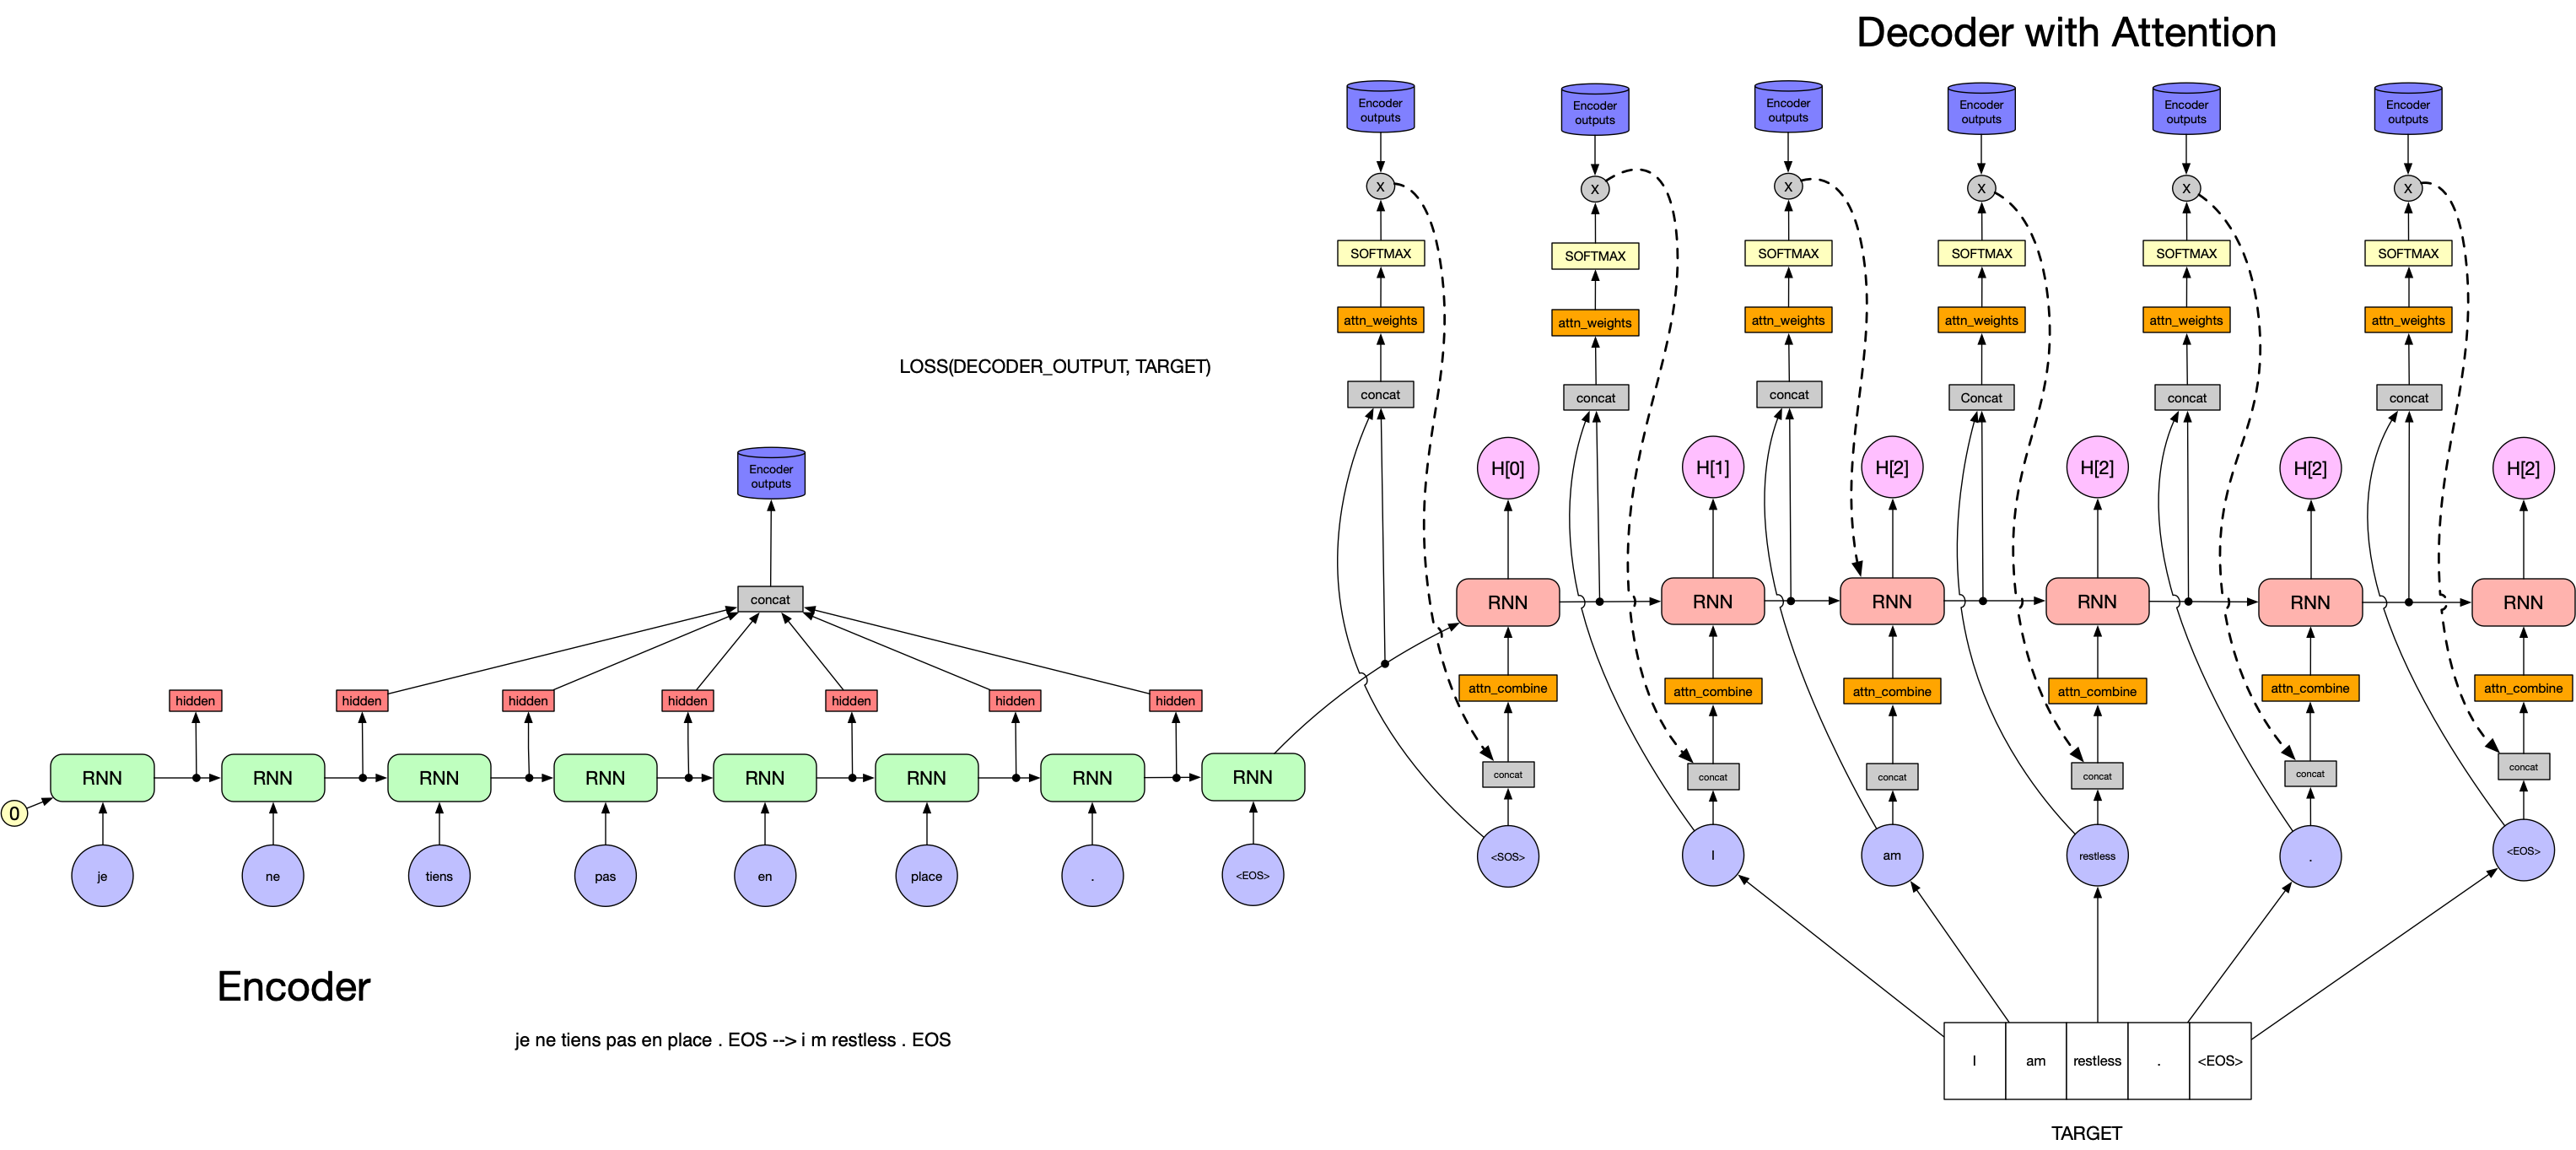 Decoder with Attention
Encoder
outputs
Encoder
outputs
Encoder
outputs
Encoder
outputs
Encoder
outputs
Encoder
outputs
X
X
X
X
X
X
SOFTMAX
SOFTMAX
SOFTMAX
SOFTMAX
SOFTMAX
SOFTMAX
attn_weights
attn_weights
attn_weights
attn_weights
attn_weights
attn_weights
LOSS(DECODER_OUTPUT, TARGET)
concat
concat
concat
Concat
concat
concat
Encoder
outputs
H[0]
H[1]
H[2]
H[2]
H[2]
H[2]
concat
RNN
RNN
RNN
RNN
RNN
RNN
hidden
hidden
hidden
hidden
hidden
hidden
hidden
attn_combine
attn_combine
attn_combine
attn_combine
attn_combine
attn_combine
RNN
RNN
RNN
RNN
RNN
RNN
RNN
RNN
concat
concat
concat
concat
concat
concat
0
je
ne
tiens
pas
en
place
.
<EOS>
<SOS>
I
am
restless
.
<EOS>
Encoder
je ne tiens pas en place . EOS --> i m restless . EOS
I
am
restless
.
<EOS>
TARGET